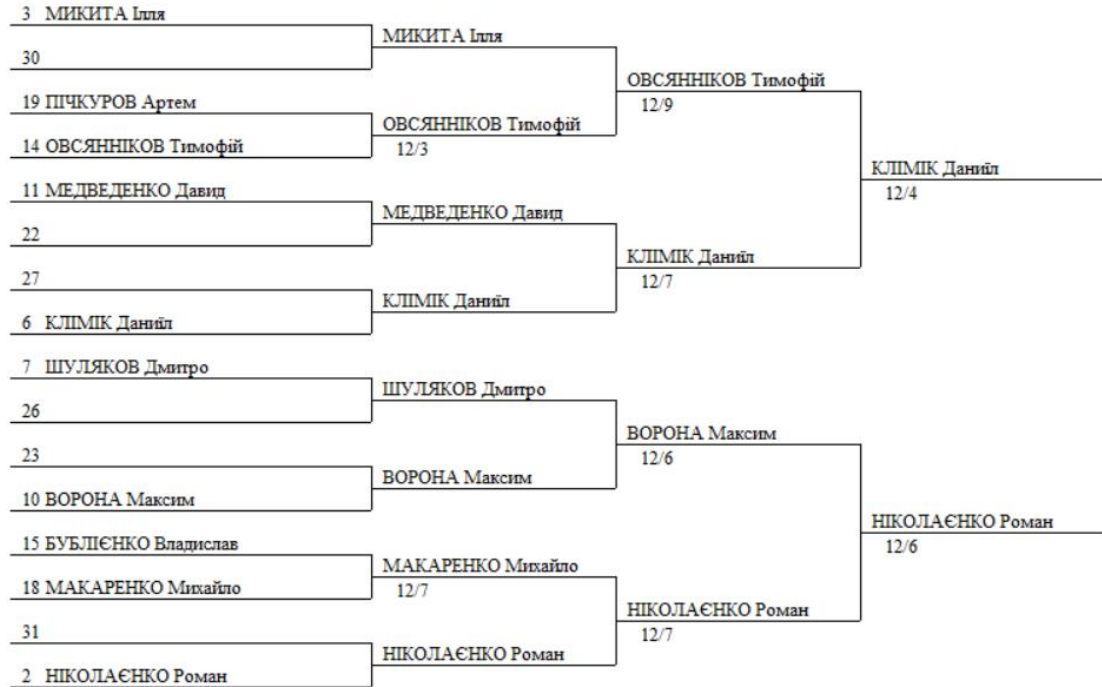 3 МИКИТА Ілля
30
19 ПІЧКУРОВ Артем
14 ОВСЯННІКОВ Тимофій
11 МЕДВЕДЕНКО Давид
22
27
6 КЛІМІК Даниїл
7 ШУЛЯКОВ Дмитро
26
23
10 ВОРОНА Максим
15 БУБЛІЄНКО Владислав
18 МАКАРЕНКО Михайло
31
2 НІКОЛАЄНКО Роман
МИКИТА Ілля
ОВСЯННІКОВ Тимофій
12/3
МЕДВЕДЕНКО Давид
КЛІМІК Даниїл
ШУЛЯКОВ Дмитро
ВОРОНА Максим
МАКАРЕНКО Михайло
12/7
НІКОЛАЄНКО Роман
ОВСЯННІКОВ Тимофій
12/9
КЛІМІК Даниїл
12/7
ВОРОНА Максим
12/6
НІКОЛАЄНКО Роман
12/7
КЛІМІК Даниїл
12/4
НІКОЛАЄНКО Роман
12/6